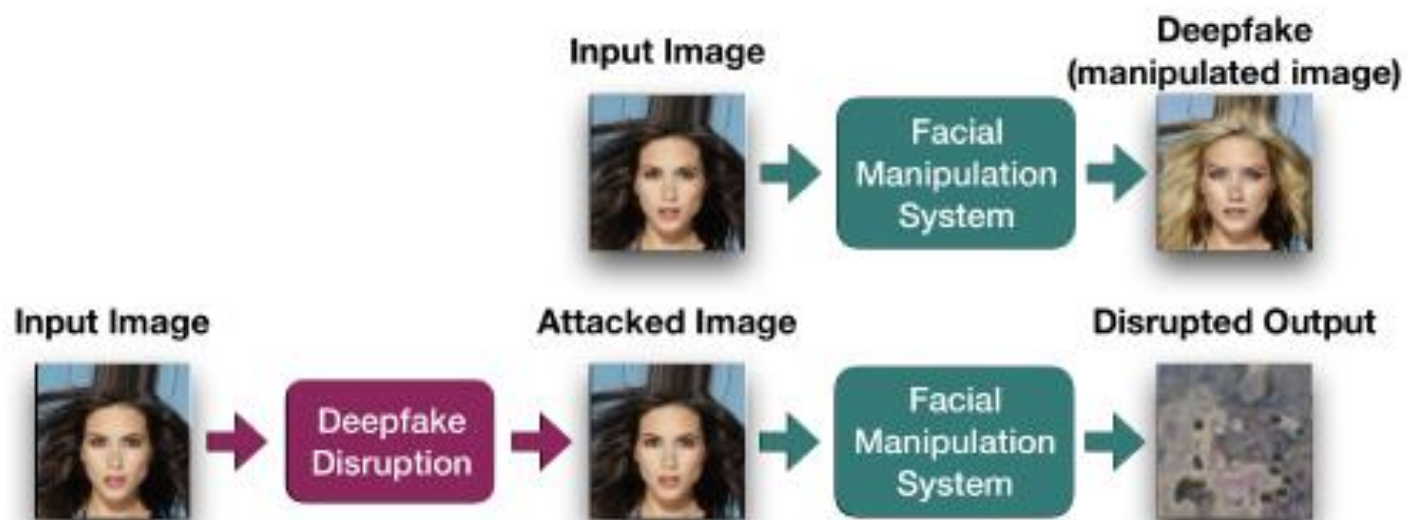 Input Image
Deepfake
(manipulated image)
Facial
Manipulation
System
Input Image
Attacked Image
Disrupted Output
Deepfake
Disruption
Facial
Manipulation
System